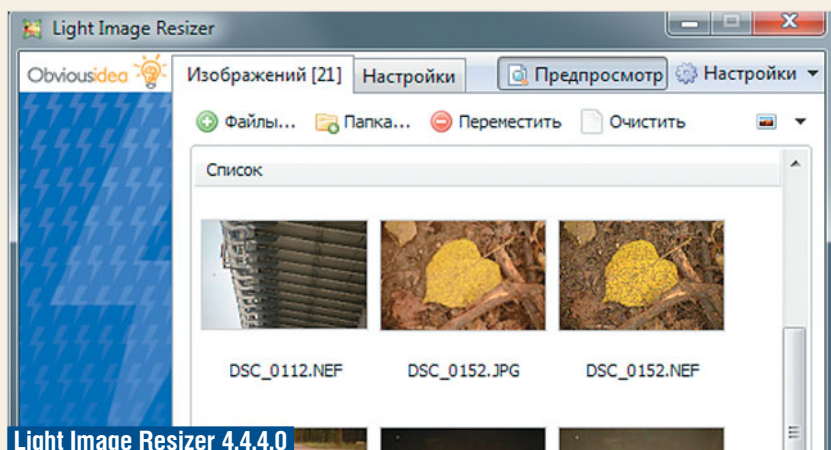 Light Image Resizer
Obviousidea
Изображений [21] Настройки Предпросмотр Настройки
Файлы... Папка... Переместить Очистить
Список
DSC_0112.NEF DSC_0152.JPG DSC_0152.NEF
Light Image Resizer 4.4.4.0